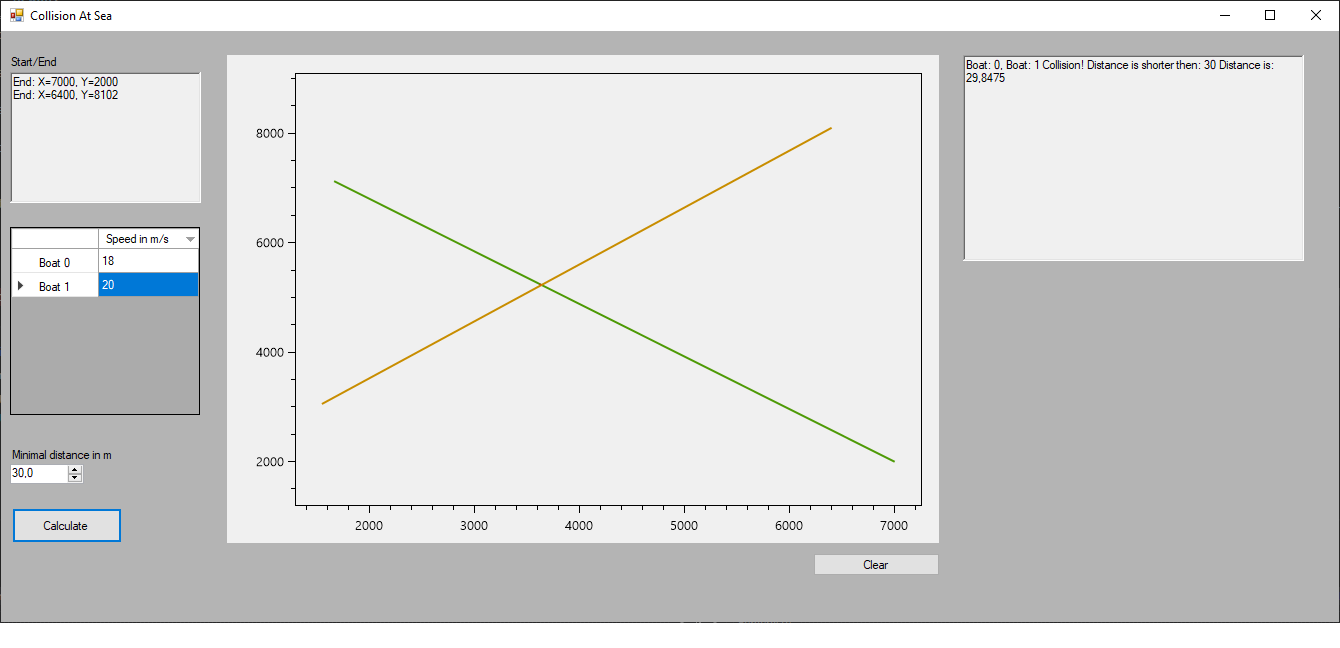 Collision At Sea
Start/End
End: X=7000, Y=2000
End: X=6400, Y=8102
Speed in m/s
Boat 0 18
Boat 1 20
Minimal distance in m
30,0
Calculate
8000
6000
4000
2000
2000 3000 4000 5000 6000 7000
Clear
Boat: 0, Boat: 1 Collision! Distance is shorter then: 30 Distance is:
29,8475